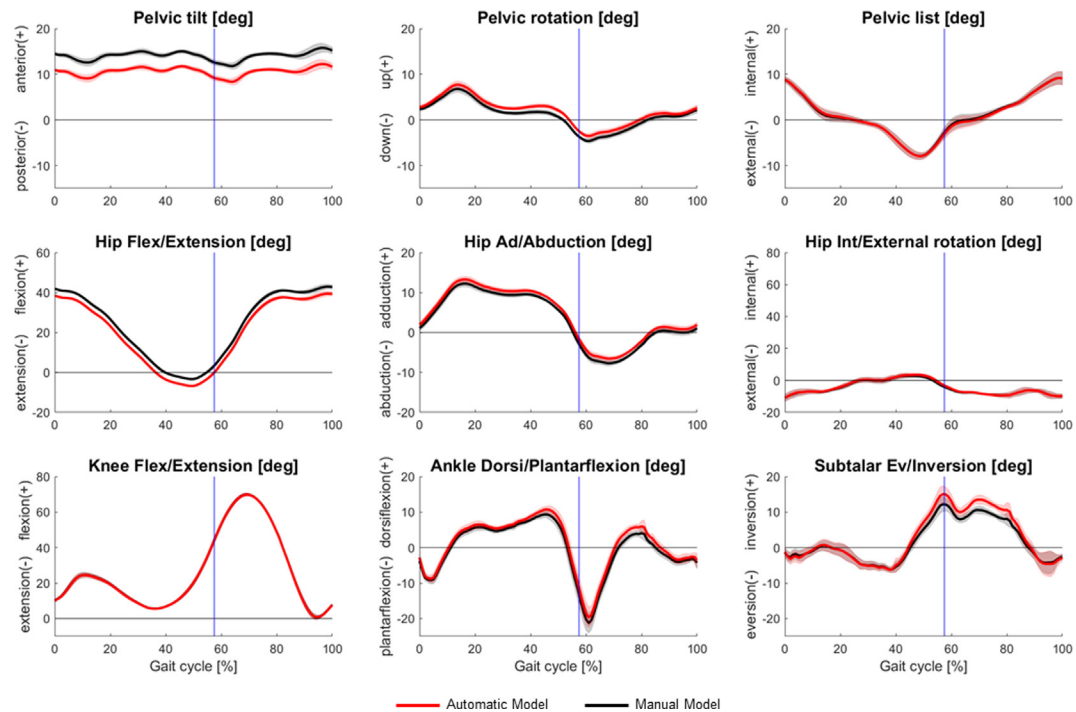 Pelvic tilt [deg]
Pelvic rotation [deg]
Pelvic list [deg]
20
10
0
-10
posterior(-) anterior(+)
0 20 40 60 80 100
20
10
0
-10
down(-) up(+)
0 20 40 60 80 100
20
10
0
-10
external(-) internal(+)
0 20 40 60 80 100
Hip Flex/Extension [deg]
Hip Ad/Abduction [deg]
Hip Int/External rotation [deg]
60
40
20
0
-20
extension(-) flexion(+)
0 20 40 60 80 100
20
10
0
-10
-20
abduction(-) adduction(+)
0 20 40 60 80 100
80
60
40
20
0
-20
external(-) internal(+)
0 20 40 60 80 100
Knee Flex/Extension [deg]
Ankle Dorsi/Plantarflexion [deg]
Subtalar Ev/Inversion [deg]
80
60
40
20
0
extension(-) flexion(+)
0 20 40 60 80 100
Gait cycle [%]
20
10
0
-10
-20
plantarflexion(-) dorsiflexion(+)
0 20 40 60 80 100
Gait cycle [%]
20
10
0
-10
-20
eversion(-) inversion(+)
0 20 40 60 80 100
Gait cycle [%]
Automatic Model Manual Model